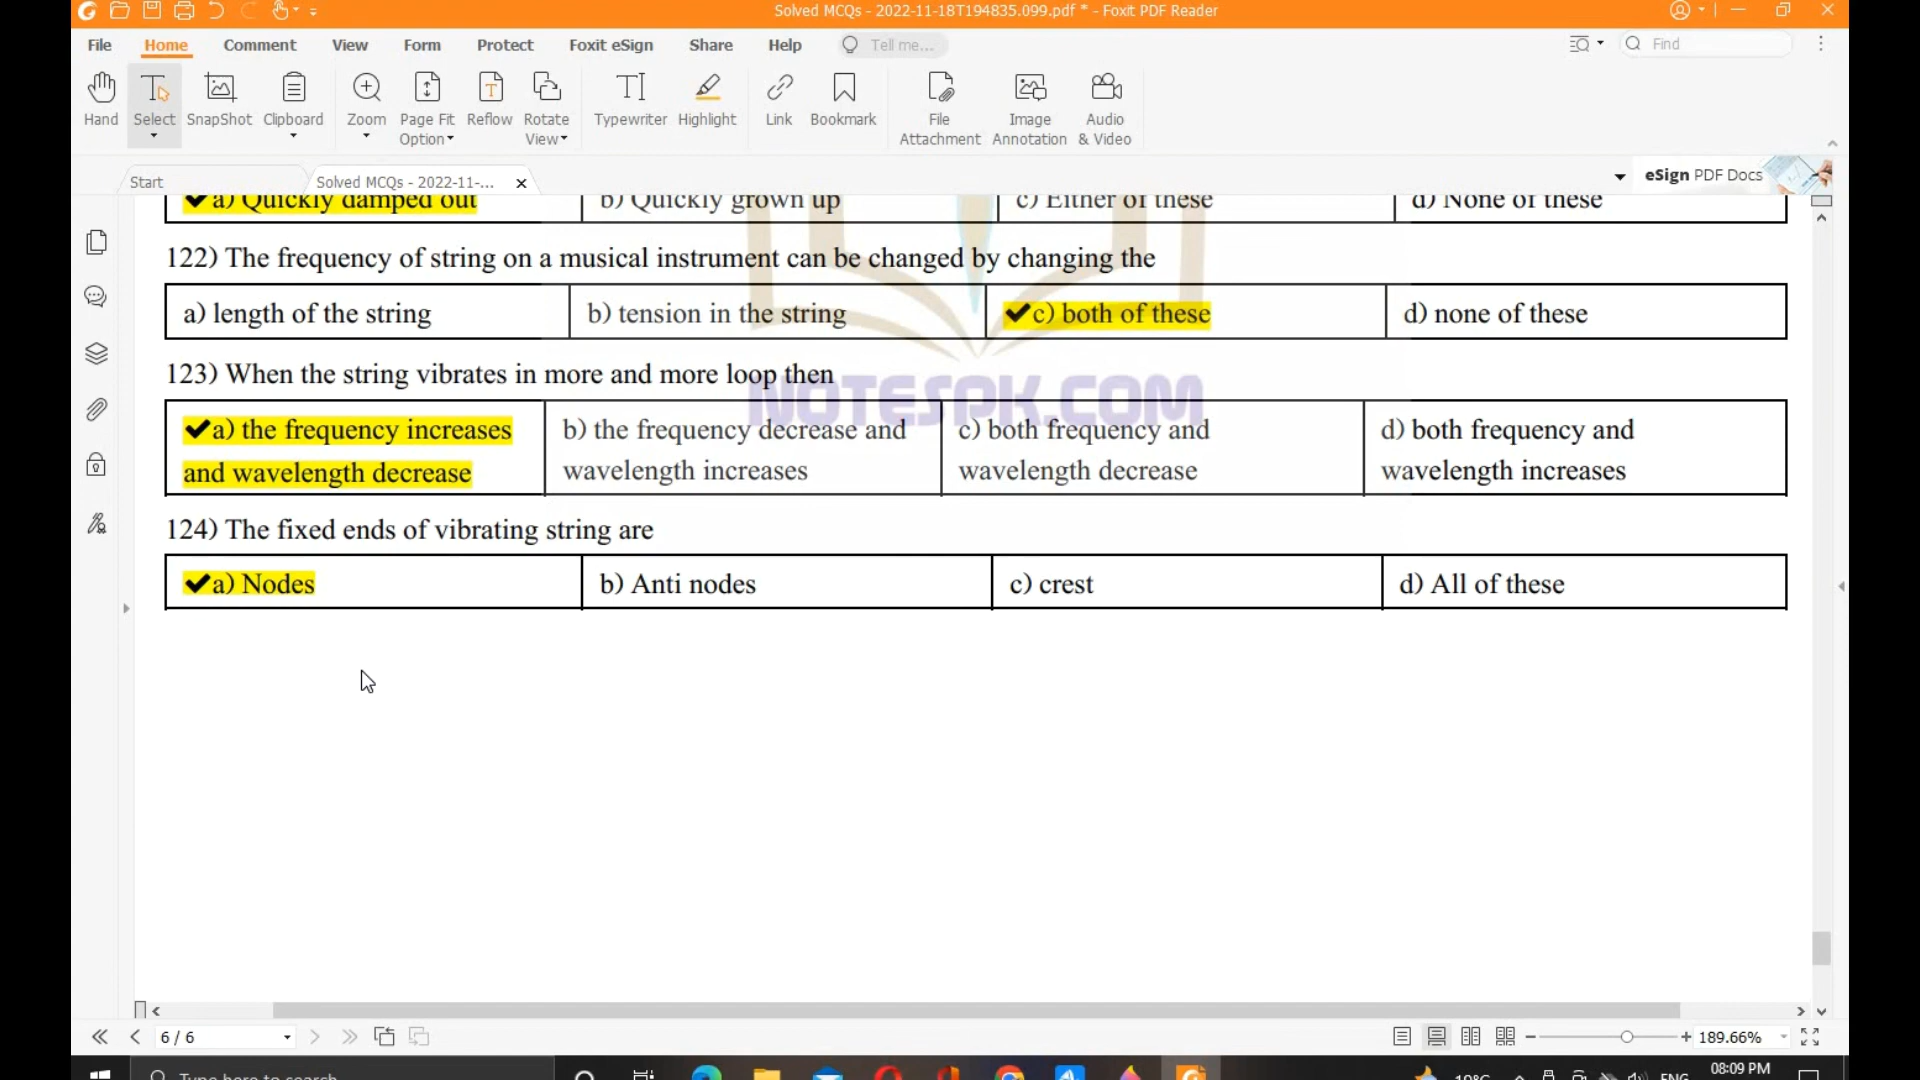 Solved MCQs - 2022-11-18T194835.099.pdf * - Foxit PDF Reader
File Home Comment View Form Protect Foxit eSign Share Help Tell me... Find
Hand Select SnapShot Clipboard Zoom Page Fit Option Reflow Rotate View Typewriter Highlight Link Bookmark File Attachment Image Annotation Audio & Video
Start Solved MCQs - 2022-11-... eSign PDF Docs
✔a) Quickly damped out b) Quickly grown up c) Either of these d) None of these
122) The frequency of string on a musical instrument can be changed by changing the
a) length of the string b) tension in the string ✔c) both of these d) none of these
123) When the string vibrates in more and more loop then
NOTESPK.COM
✔a) the frequency increases b) the frequency decrease and c) both frequency and d) both frequency and
and wavelength decrease wavelength increases wavelength decrease wavelength increases
124) The fixed ends of vibrating string are
✔a) Nodes b) Anti nodes c) crest d) All of these
6 / 6 189.66%
Type here to search 19°C ENG 08:09 PM